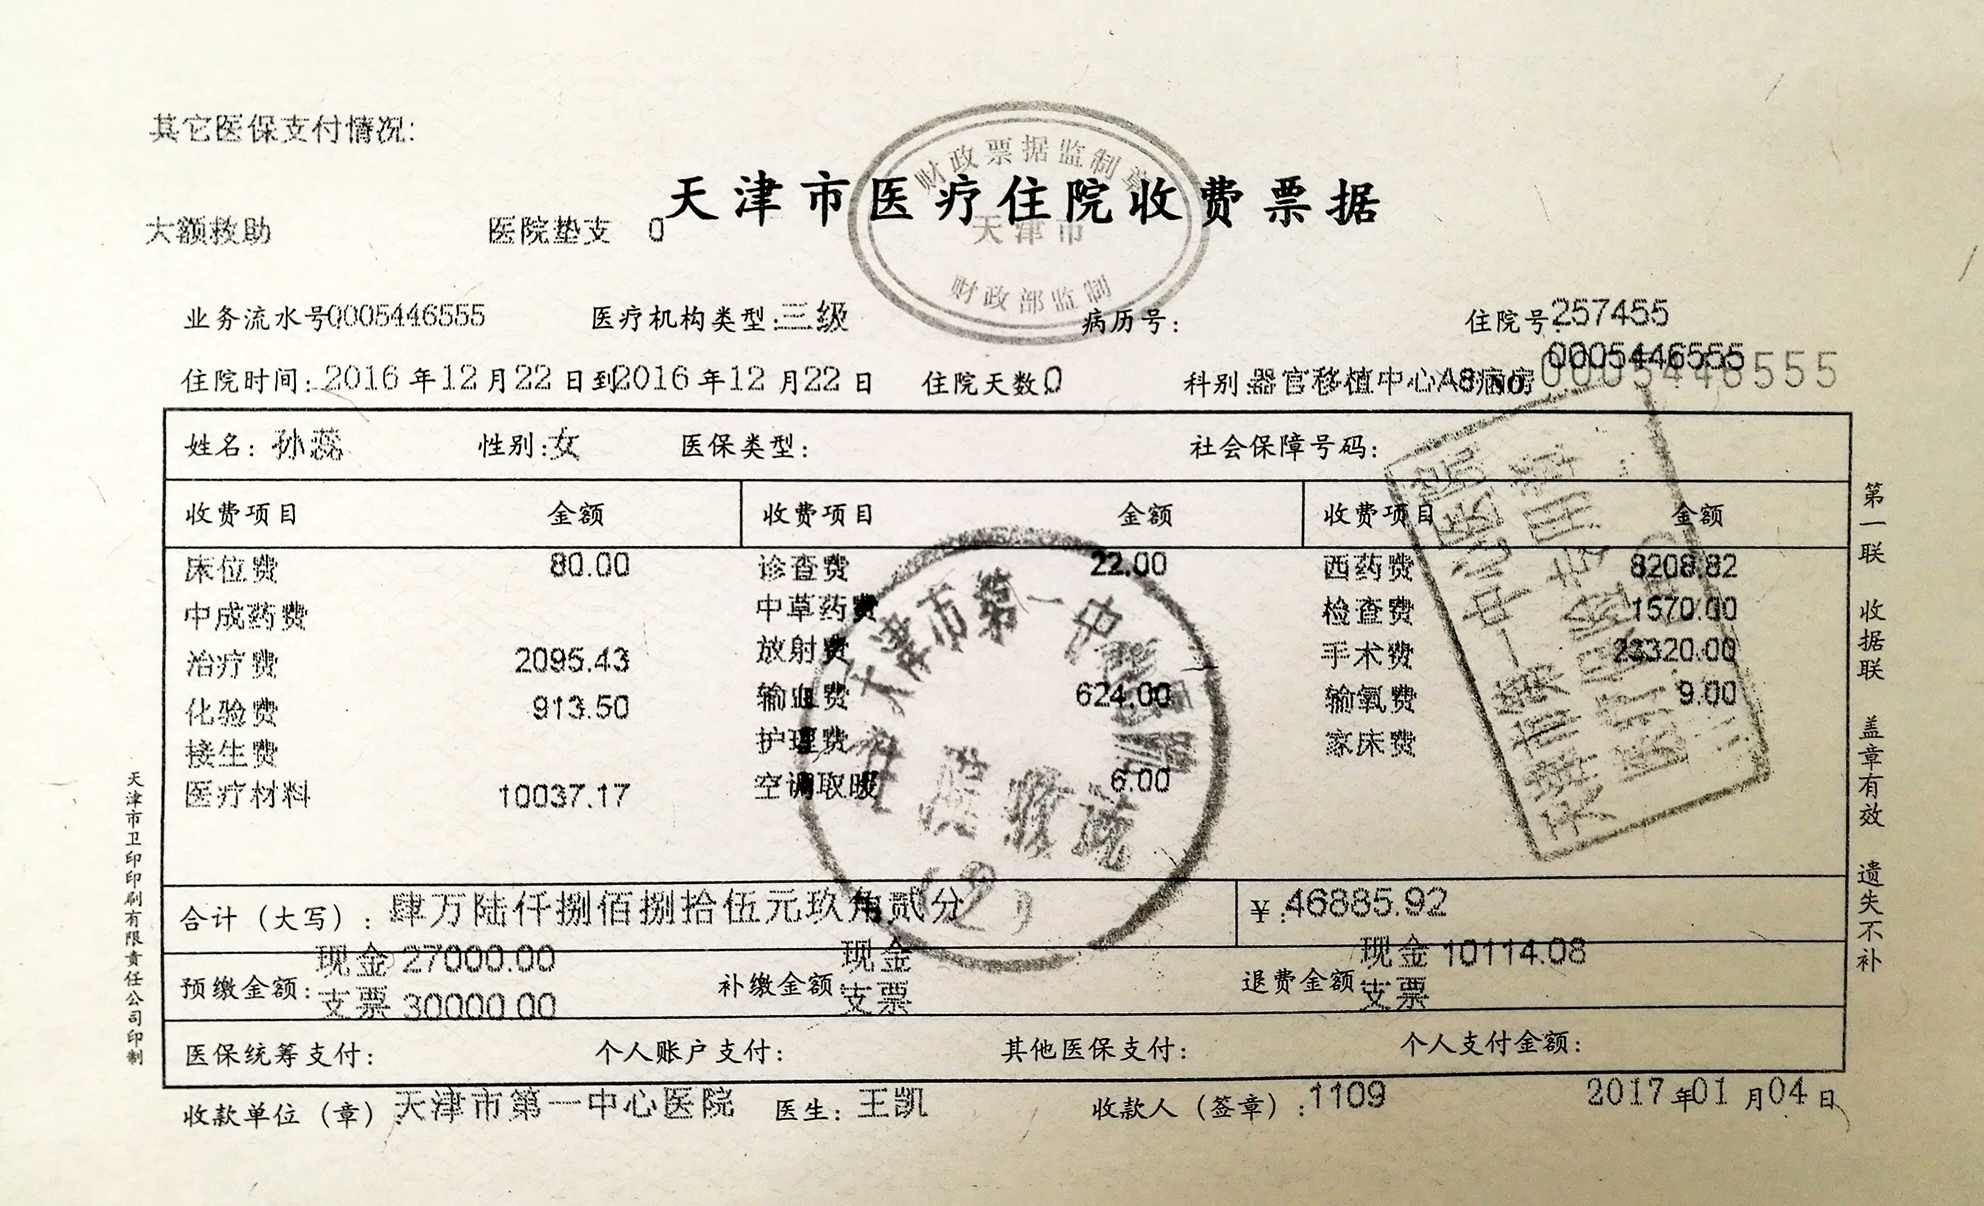 其它医保支付情况:
财政票据监制章
天津市医疗住院收费票据
大额救助 医院垫支 0
天津市
财政部监制
业务流水号0005446555 医疗机构类型:三级 病历号: 住院号:257455
0005446555
住院时间:2016年12月22日到2016年12月22日 住院天数:0 科别:器官移植中心A8病房 NO.0005446555
姓名:孙蕊 性别:女 医保类型: 社会保障号码:
收费项目 金额 收费项目 金额 收费项目 金额
床位费 80.00 诊查费 22.00 西药费 8208.82
中成药费 中草药费 检查费 1570.00
治疗费 2095.43 放射费 手术费 23320.00
化验费 913.50 输血费 624.00 输氧费 9.00
接生费 护理费 家床费
医疗材料 10037.17 空调取暖 6.00
天津市第一中心医院
(2)
合计(大写):肆万陆仟捌佰捌拾伍元玖角贰分 ¥:46885.92
预缴金额:现金 27000.00 补缴金额:现金 退费金额:现金 10114.08
支票 30000.00 支票 支票
医保统筹支付: 个人账户支付: 其他医保支付: 个人支付金额:
收款单位(章):天津市第一中心医院 医生:王凯 收款人(签章):1109 2017年01月04日
第一联 收据联 盖章有效 遗失不补
天津市卫印印刷有限责任公司印制